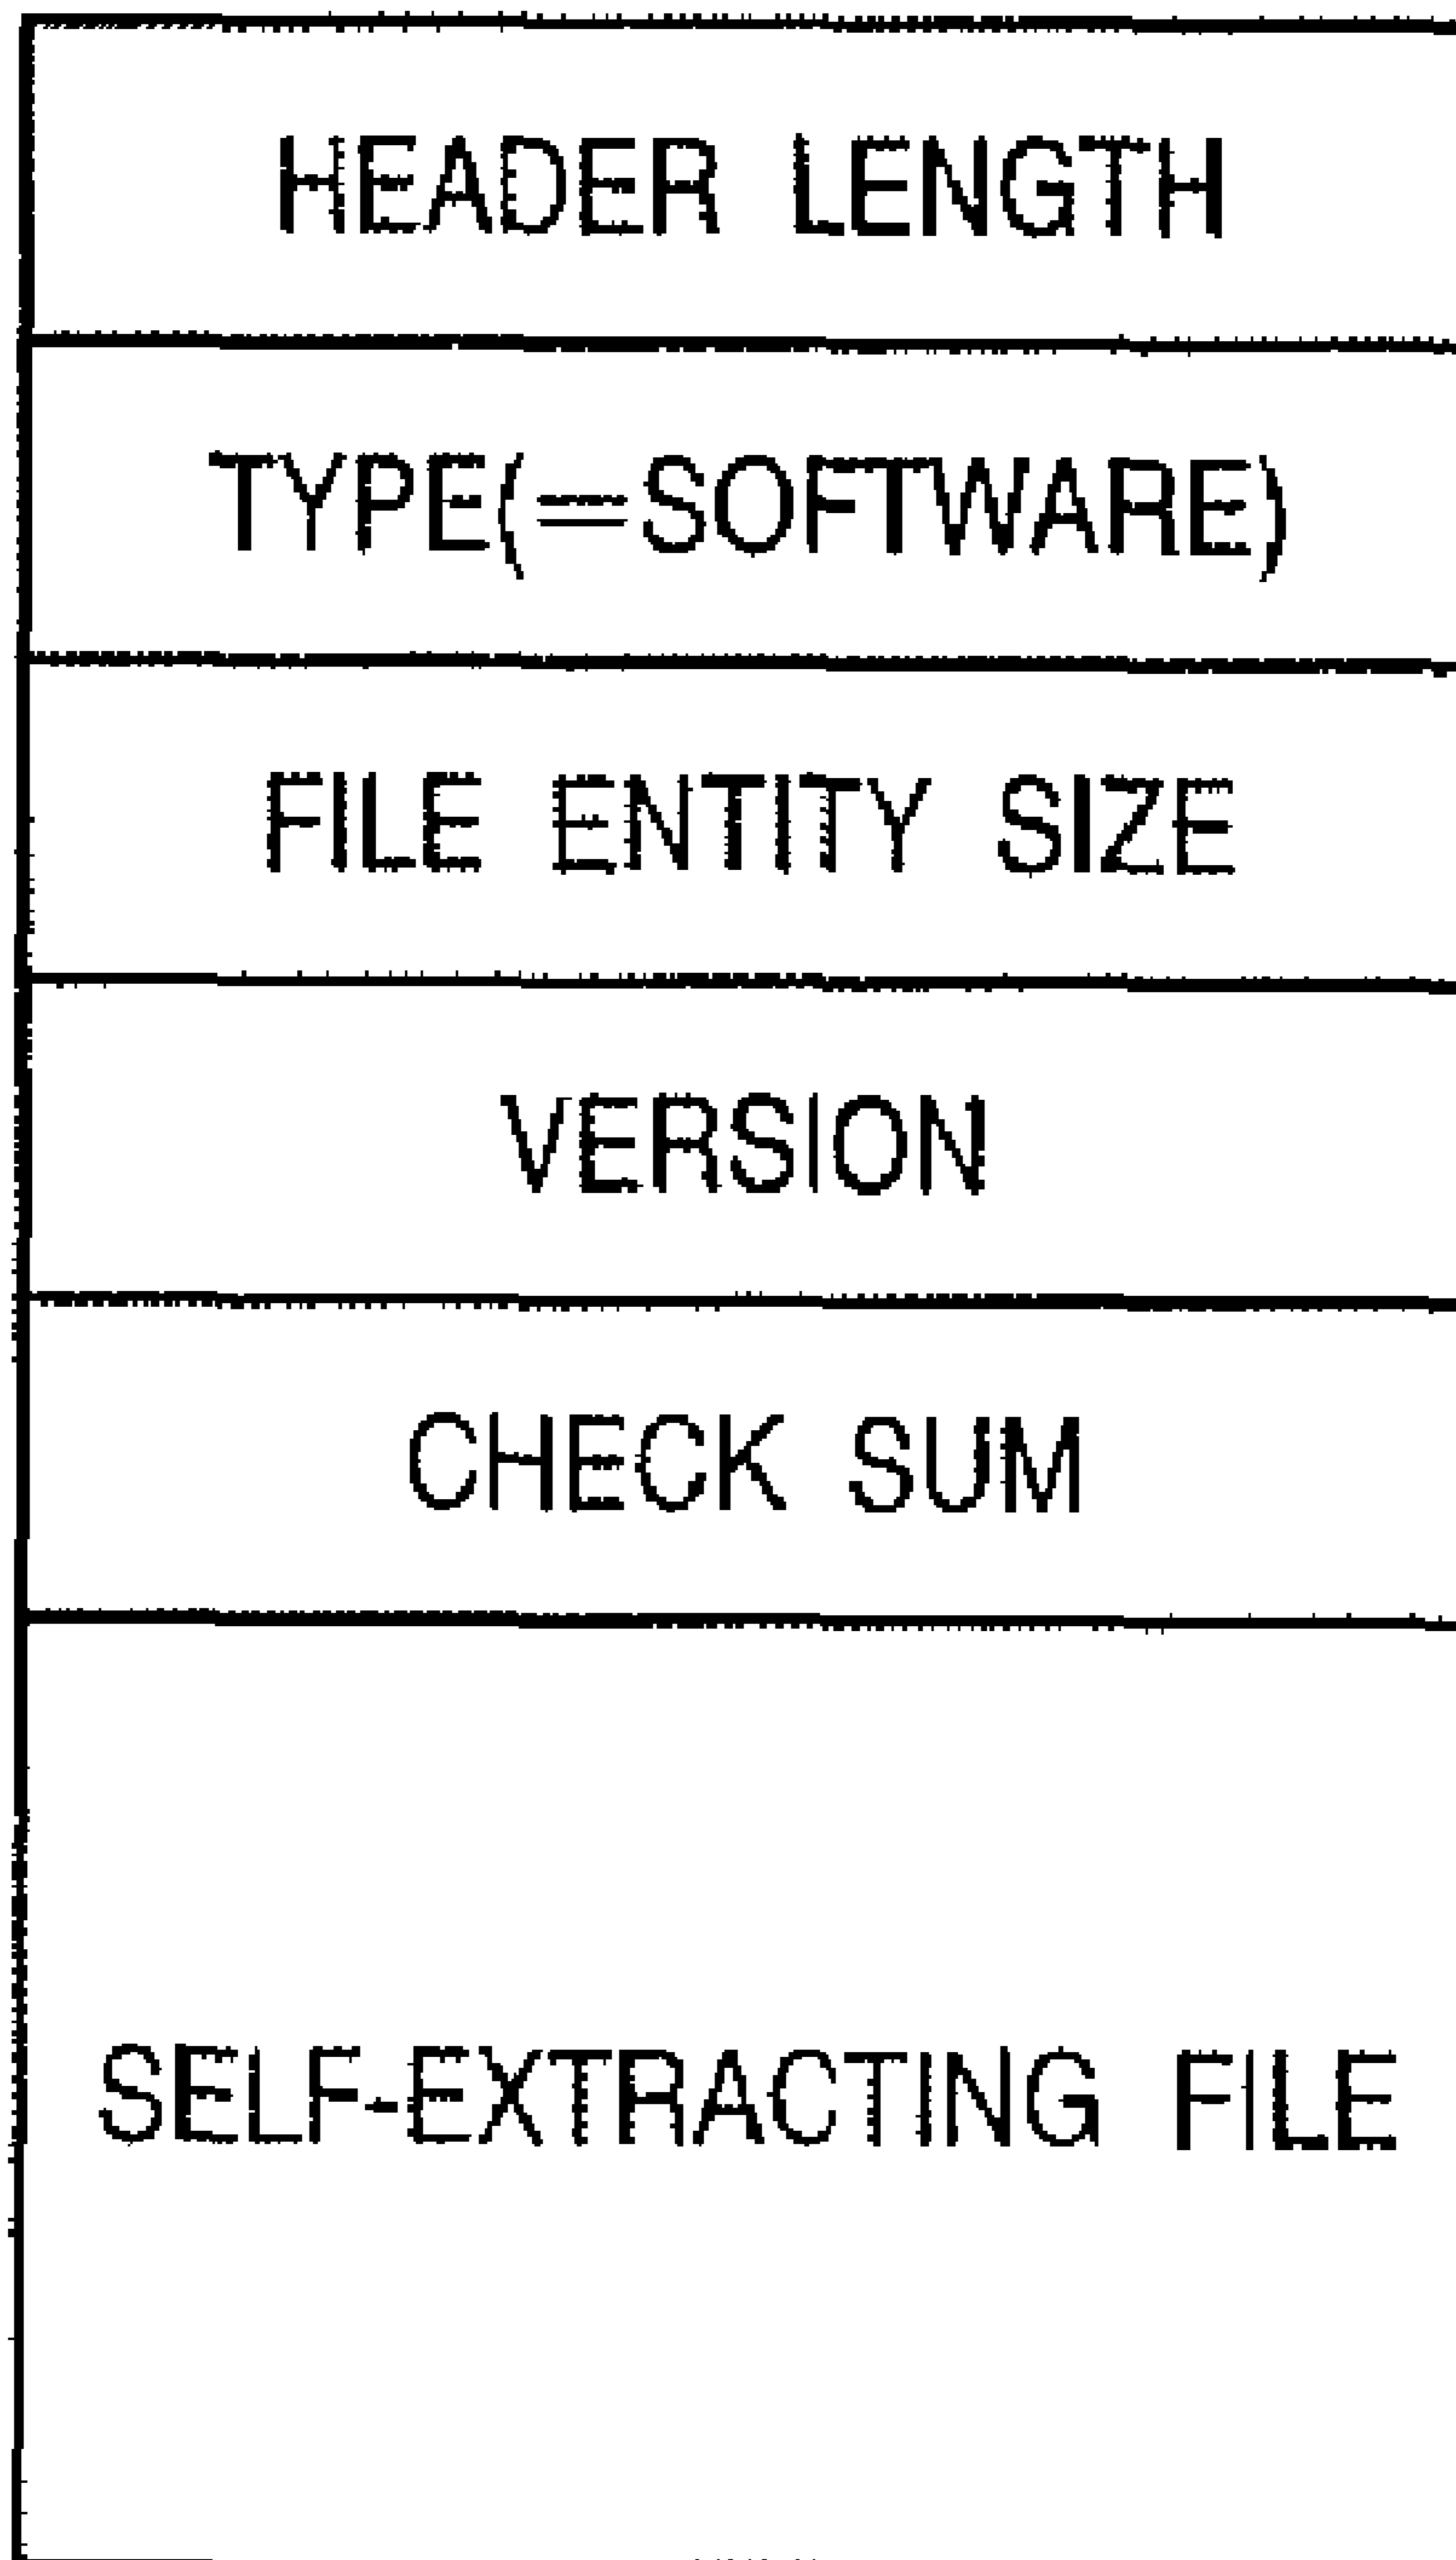 HEADER LENGTH
TYPE(=SOFTWARE)
FILE ENTITY SIZE
VERSION
CHECK SUM
SELF-EXTRACTING FILE